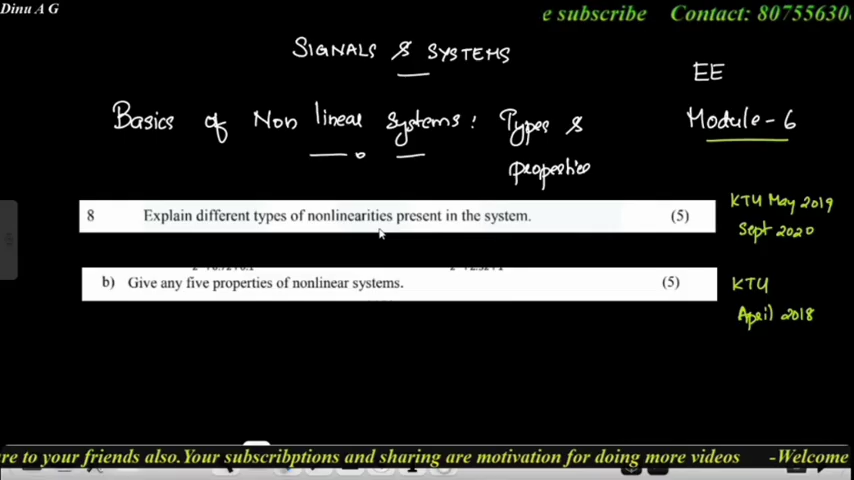 Dinu A G
e subscribe Contact: 80755630
SIGNALS & SYSTEMS
EE
Basics of Non linear systems: Types &
properties
Module-6
8 Explain different types of nonlinearities present in the system. (5)
KTU May 2019
Sept 2020
b) Give any five properties of nonlinear systems. (5)
KTU
April 2018
re to your friends also.Your subscribptions and sharing are motivation for doing more videos -Welcome